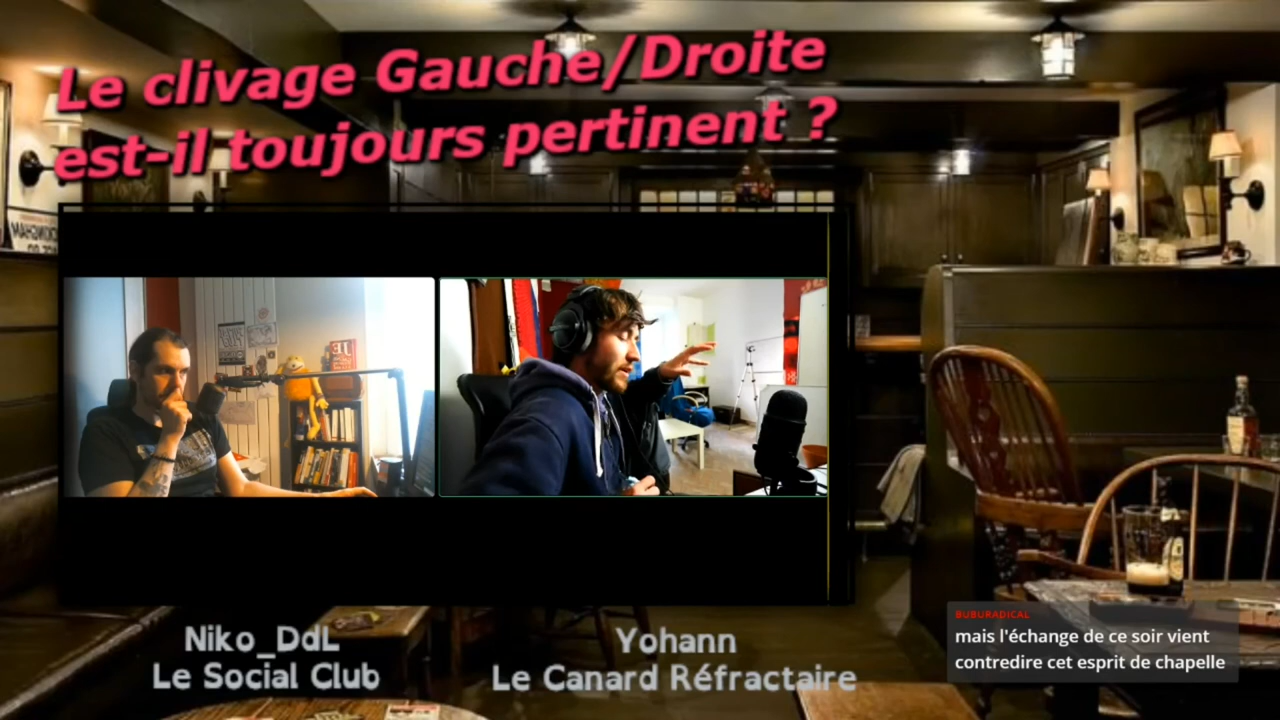 Le clivage Gauche/Droite
est-il toujours pertinent ?
JE
Niko_DdL
Le Social Club
Yohann
Le Canard Réfractaire
BUBURADICAL
mais l'échange de ce soir vient
contredire cet esprit de chapelle